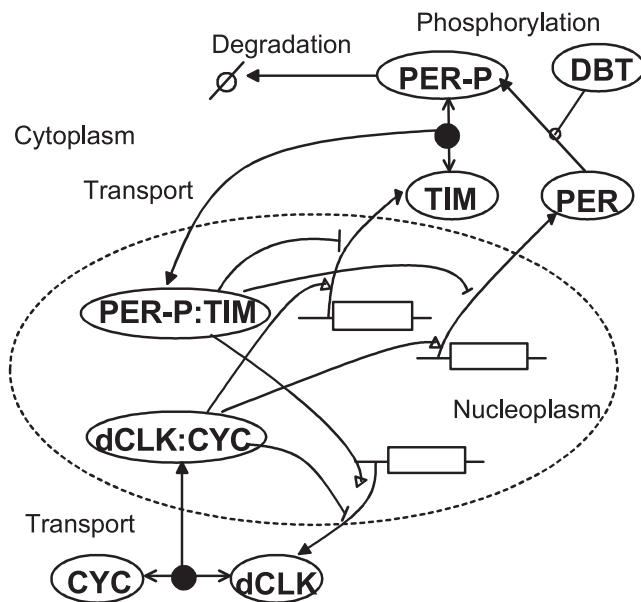 Phosphorylation
Degradation
PER-P
DBT
Cytoplasm
Transport
TIM
PER
PER-P:TIM
Nucleoplasm
dCLK:CYC
Transport
CYC
dCLK